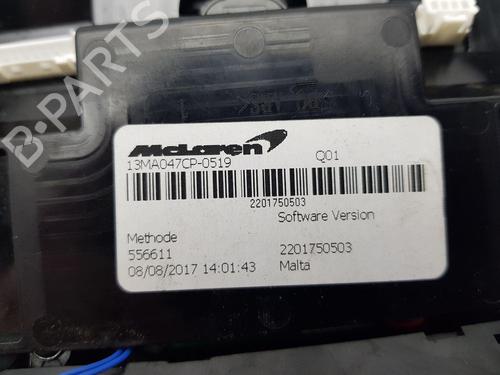 B-PARTS
McLaren
13MA047CP-0519 Q01
2201750503
Software Version
Methode
556611 2201750503
08/08/2017 14:01:43 Malta